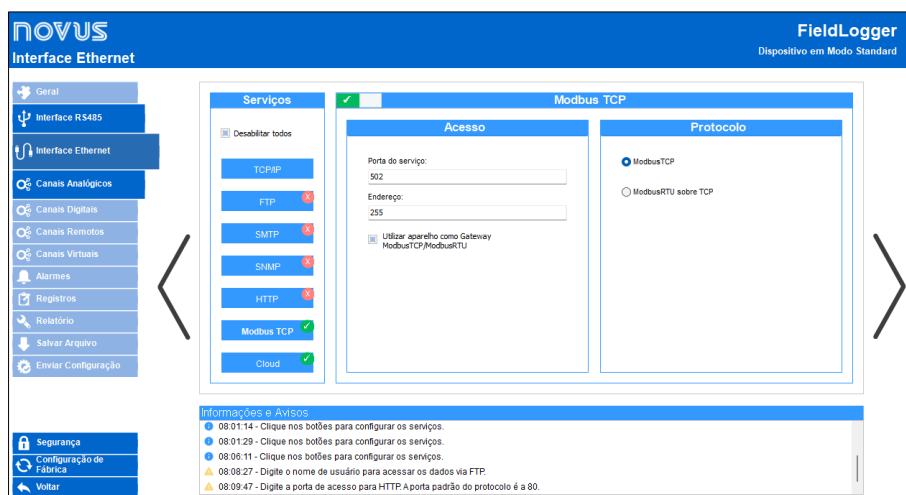 novus
Interface Ethernet
FieldLogger
Dispositivo em Modo Standard
Geral
Interface RS485
Interface Ethernet
Canais Analógicos
Canais Digitais
Canais Remotos
Canais Virtuais
Alarmes
Registros
Relatório
Salvar Arquivo
Enviar Configuração
Segurança
Configuração de
Fábrica
Voltar
Serviços
Desabilitar todos
TCP/IP
FTP
SMTP
SNMP
HTTP
Modbus TCP
Cloud
Modbus TCP
Acesso
Porta do serviço:
502
Endereço:
255
Utilizar aparelho como Gateway
ModbusTCP/ModbusRTU
Protocolo
ModbusTCP
ModbusRTU sobre TCP
Informações e Avisos
08:01:14 - Clique nos botões para configurar os serviços.
08:01:29 - Clique nos botões para configurar os serviços.
08:06:11 - Clique nos botões para configurar os serviços.
08:08:27 - Digite o nome de usuário para acessar os dados via FTP.
08:09:47 - Digite a porta de acesso para HTTP. A porta padrão do protocolo é a 80.